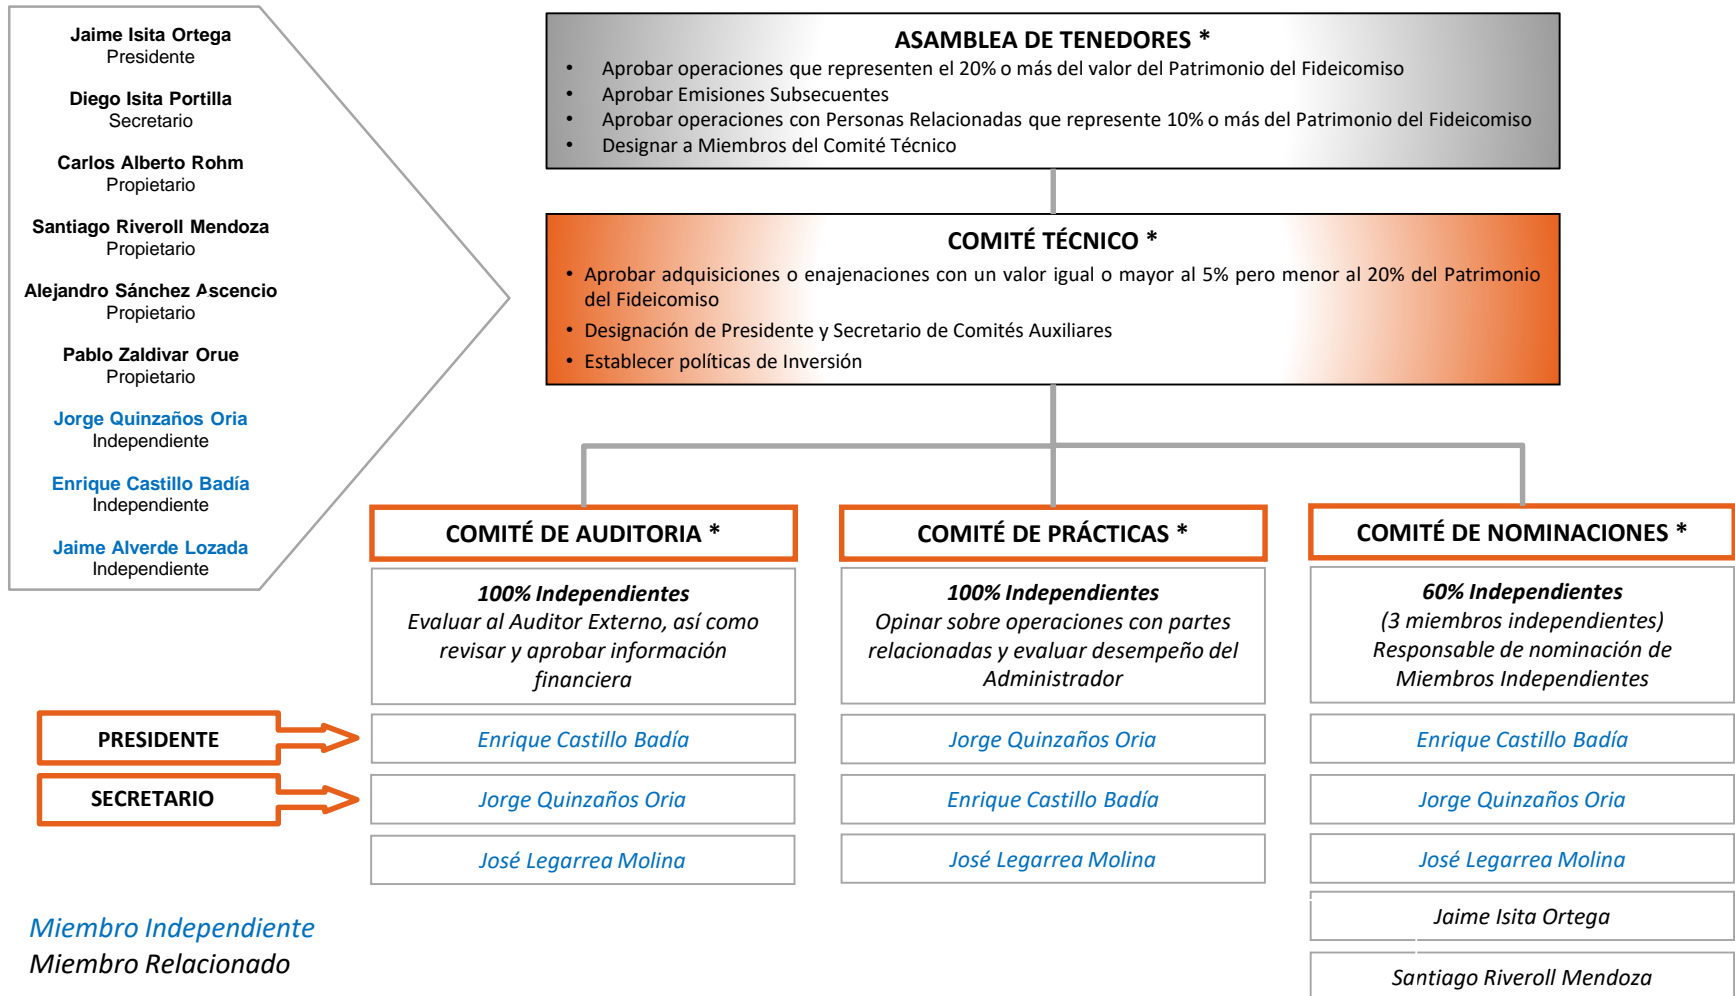 Jaime Isita Ortega
Presidente
Diego Isita Portilla
Secretario
Carlos Alberto Rohm
Propietario
Santiago Riveroll Mendoza
Propietario
Alejandro Sánchez Ascencio
Propietario
Pablo Zaldivar Orue
Propietario
Jorge Quinzaños Oria
Independiente
Enrique Castillo Badía
Independiente
Jaime Alverde Lozada
Independiente
ASAMBLEA DE TENEDORES *
• Aprobar operaciones que representen el 20% o más del valor del Patrimonio del Fideicomiso
• Aprobar Emisiones Subsecuentes
• Aprobar operaciones con Personas Relacionadas que represente 10% o más del Patrimonio del Fideicomiso
• Designar a Miembros del Comité Técnico
COMITÉ TÉCNICO *
• Aprobar adquisiciones o enajenaciones con un valor igual o mayor al 5% pero menor al 20% del Patrimonio
del Fideicomiso
• Designación de Presidente y Secretario de Comités Auxiliares
• Establecer políticas de Inversión
COMITÉ DE AUDITORIA *
100% Independientes
Evaluar al Auditor Externo, así como
revisar y aprobar información
financiera
COMITÉ DE PRÁCTICAS *
100% Independientes
Opinar sobre operaciones con partes
relacionadas y evaluar desempeño del
Administrador
COMITÉ DE NOMINACIONES *
60% Independientes
(3 miembros independientes)
Responsable de nominación de
Miembros Independientes
PRESIDENTE
Enrique Castillo Badía
Jorge Quinzaños Oria
Enrique Castillo Badía
SECRETARIO
Jorge Quinzaños Oria
Enrique Castillo Badía
Jorge Quinzaños Oria
José Legarrea Molina
José Legarrea Molina
José Legarrea Molina
Jaime Isita Ortega
Santiago Riveroll Mendoza
Miembro Independiente
Miembro Relacionado